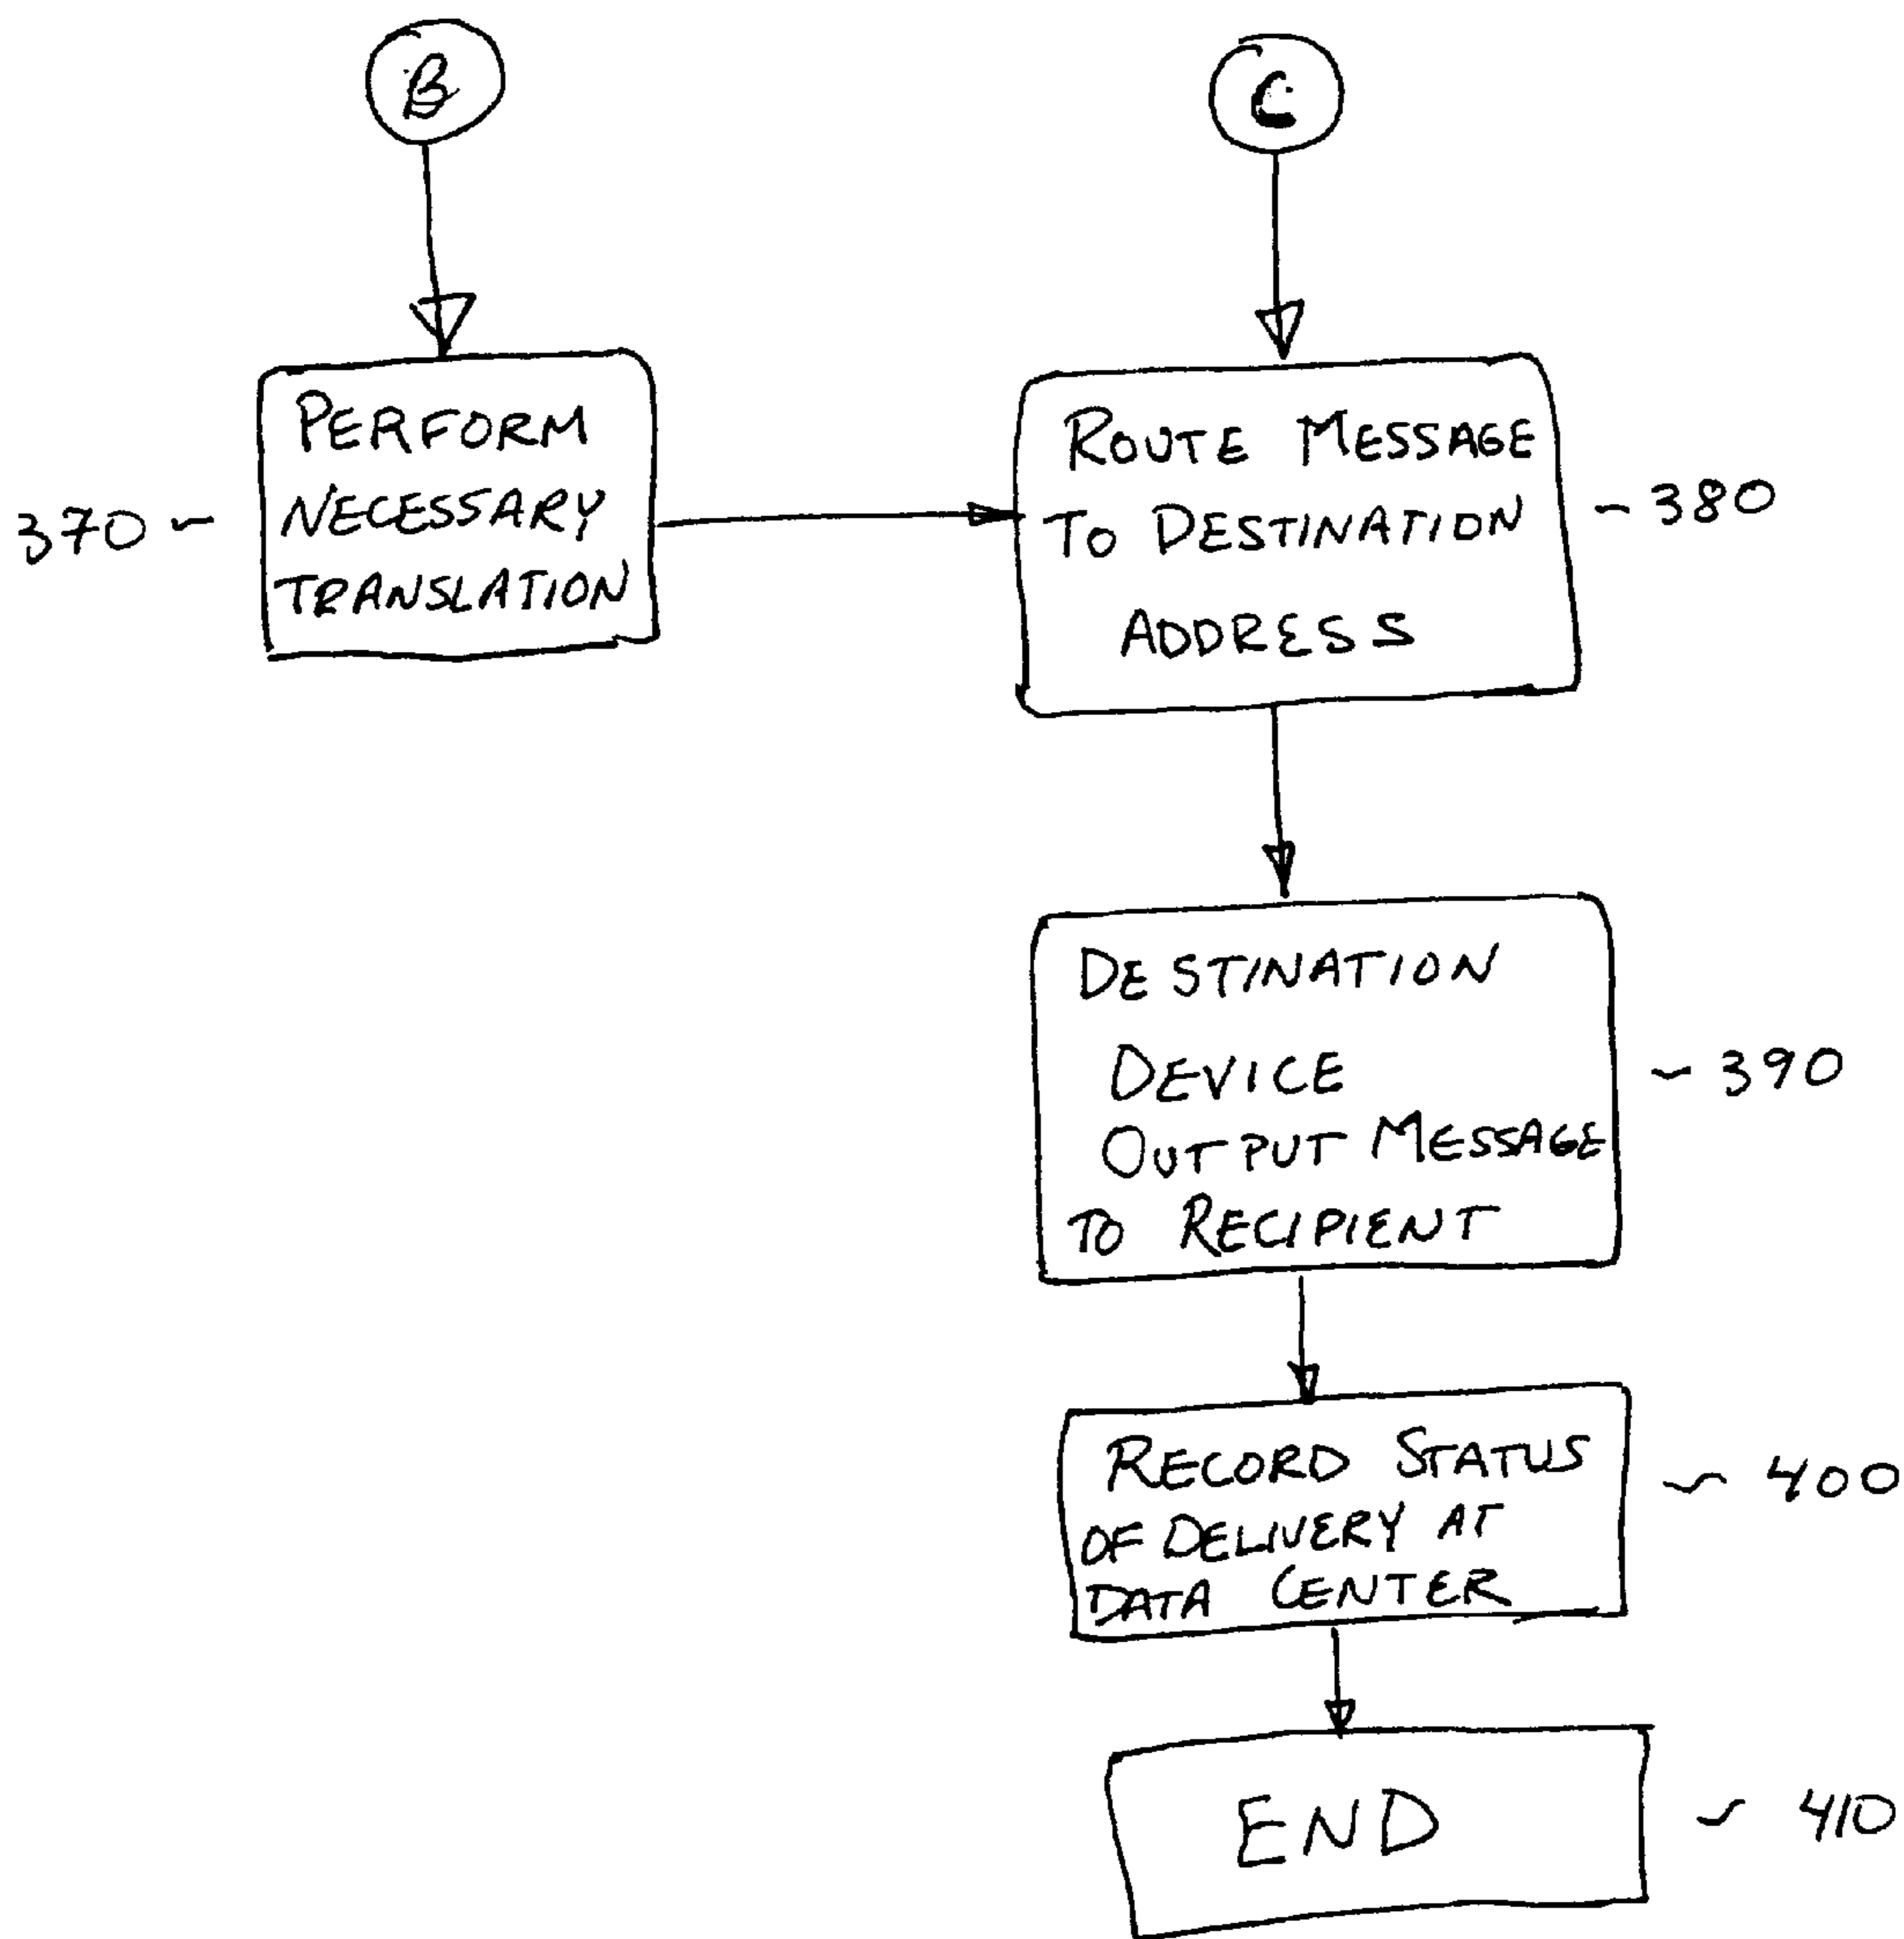 B
C
PERFORM
NECESSARY
TRANSLATION
370
ROUTE MESSAGE
TO DESTINATION
ADDRESS
380
DESTINATION
DEVICE
OUTPUT MESSAGE
TO RECIPIENT
390
RECORD STATUS
OF DELIVERY AT
DATA CENTER
400
END
410